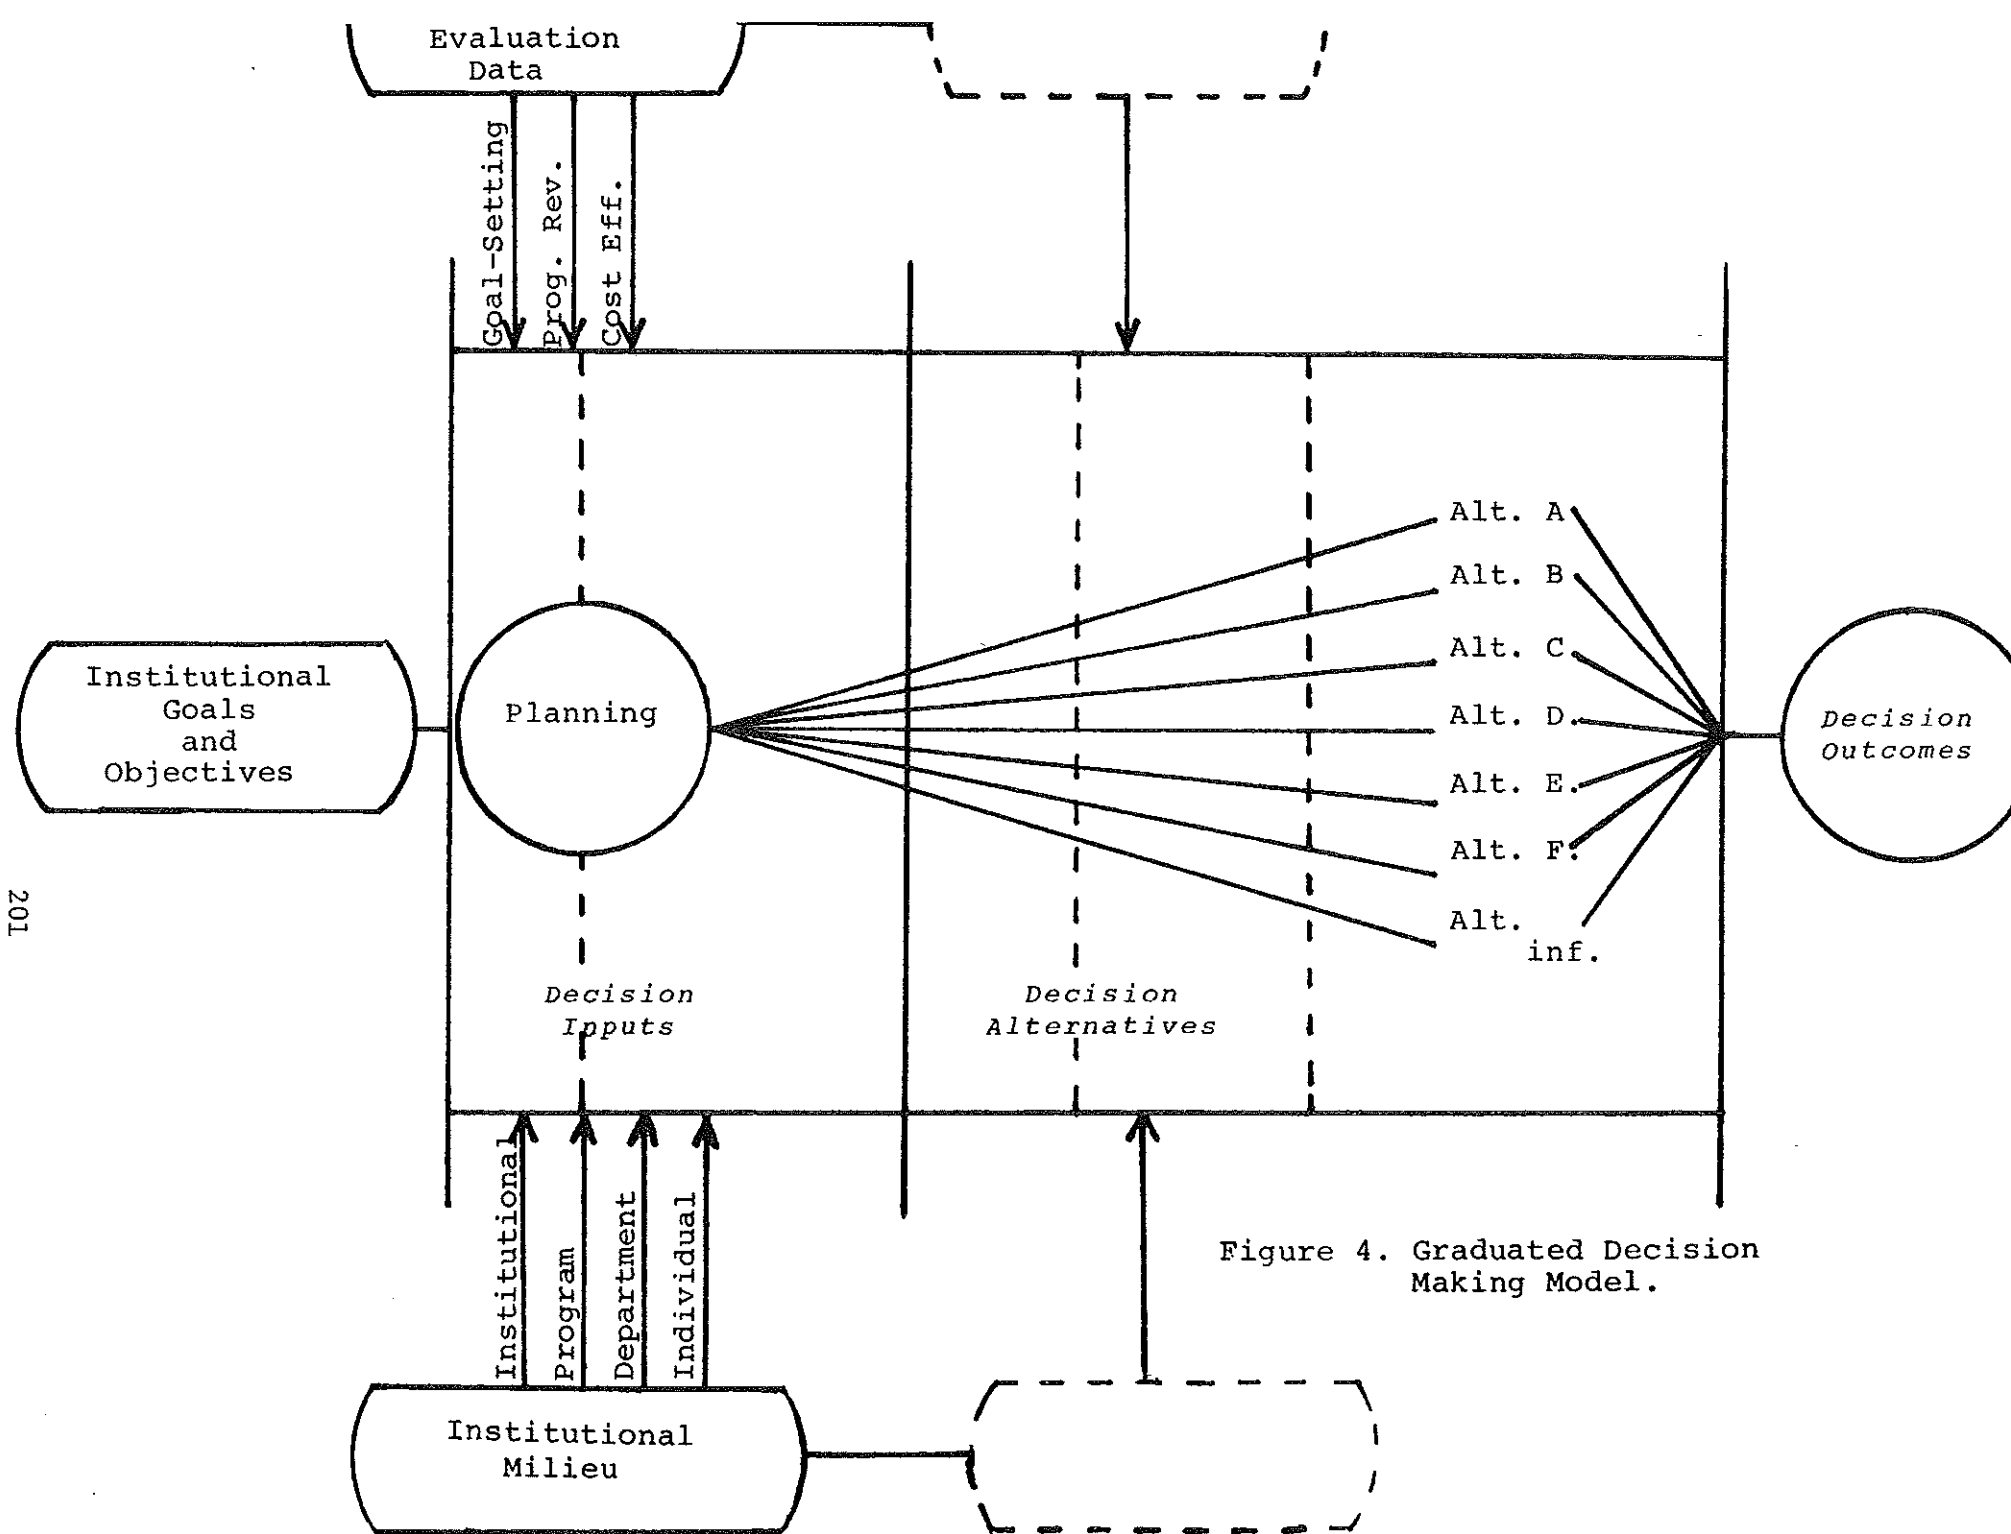 Evaluation
Data
Goal-Setting
Prog. Rev.
Cost Eff.
Institutional
Goals
and
Objectives
Planning
Alt. A
Alt. B
Alt. C.
Alt. D.
Alt. E.
Alt. F.
Alt.
inf.
Decision
Outcomes
Decision
Inputs
Decision
Alternatives
Institutional
Program
Department
Individual
Institutional
Milieu
Figure 4. Graduated Decision
Making Model.
201